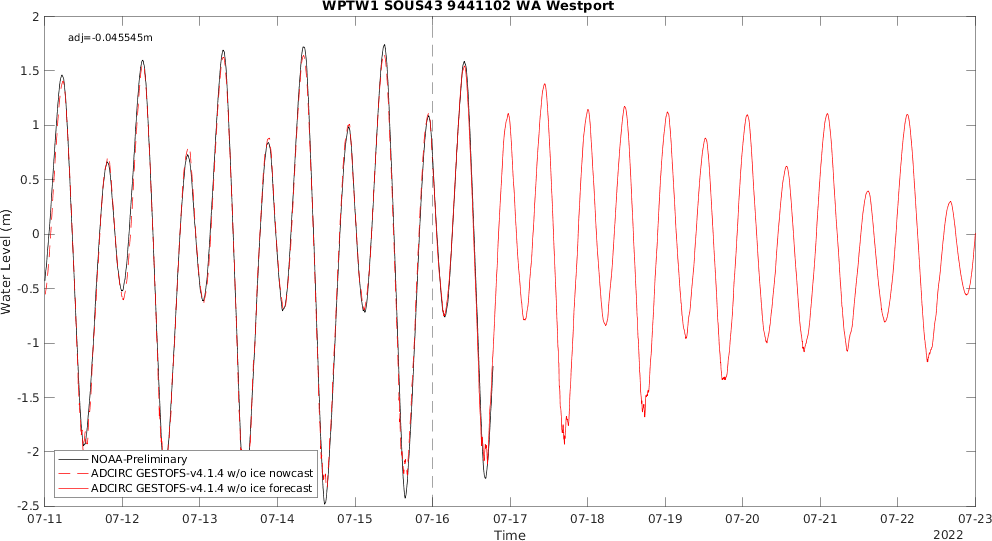 WPTW1 SOUS43 9441102 WA Westport
adj=-0.045545m
2
1.5
1
0.5
0
-0.5
-1
-1.5
-2
-2.5
Water Level (m)
NOAA-Preliminary
ADCIRC GESTOFS-v4.1.4 w/o ice nowcast
ADCIRC GESTOFS-v4.1.4 w/o ice forecast
07-11 07-12 07-13 07-14 07-15 07-16 07-17 07-18 07-19 07-20 07-21 07-22 07-23
Time
2022